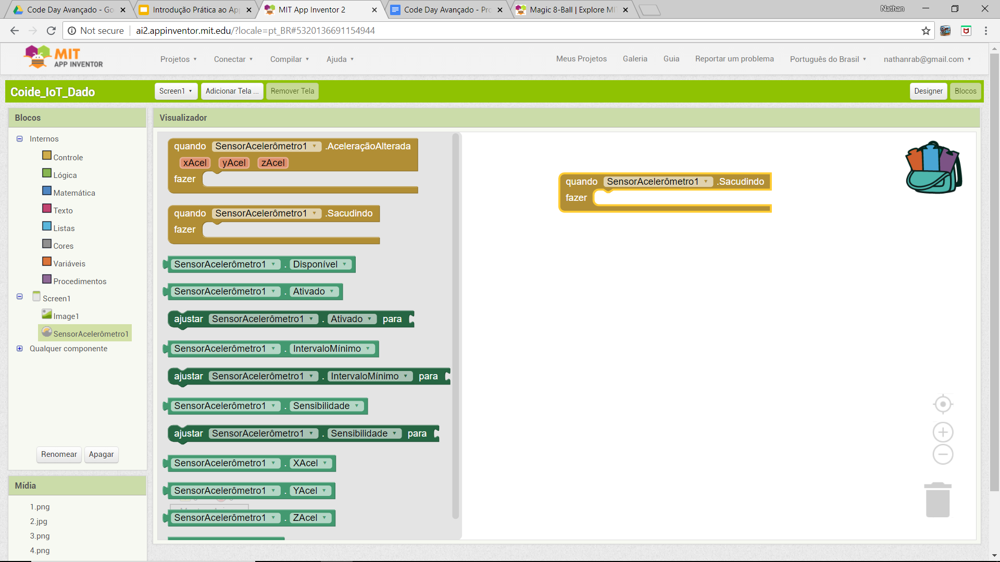 Code Day Avançado - Go
Introdução Prática ao Ap
MIT App Inventor 2
Code Day Avançado - Pro
Magic 8-Ball | Explore MI
Nathan
Not secure
ai2.appinventor.mit.edu/?locale=pt_BR#5320136691154944
MIT
APP INVENTOR
Projetos
Conectar
Compilar
Ajuda
Meus Projetos
Galeria
Guia
Reportar um problema
Português do Brasil
nathanrab@gmail.com
Coide_IoT_Dado
Screen1
Adicionar Tela ...
Remover Tela
Designer
Blocos
Blocos
Internos
Controle
Lógica
Matemática
Texto
Listas
Cores
Variáveis
Procedimentos
Screen1
Image1
SensorAcelerômetro1
Qualquer componente
Renomear
Apagar
Mídia
1.png
2.jpg
3.png
4.png
Visualizador
quando SensorAcelerômetro1 .AceleraçãoAlterada
xAcel yAcel zAcel
fazer
quando SensorAcelerômetro1 .Sacudindo
fazer
SensorAcelerômetro1 . Disponível
SensorAcelerômetro1 . Ativado
ajustar SensorAcelerômetro1 . Ativado para
SensorAcelerômetro1 . IntervaloMínimo
ajustar SensorAcelerômetro1 . IntervaloMínimo para
SensorAcelerômetro1 . Sensibilidade
ajustar SensorAcelerômetro1 . Sensibilidade para
SensorAcelerômetro1 . XAcel
SensorAcelerômetro1 . YAcel
SensorAcelerômetro1 . ZAcel
quando SensorAcelerômetro1 .Sacudindo
fazer